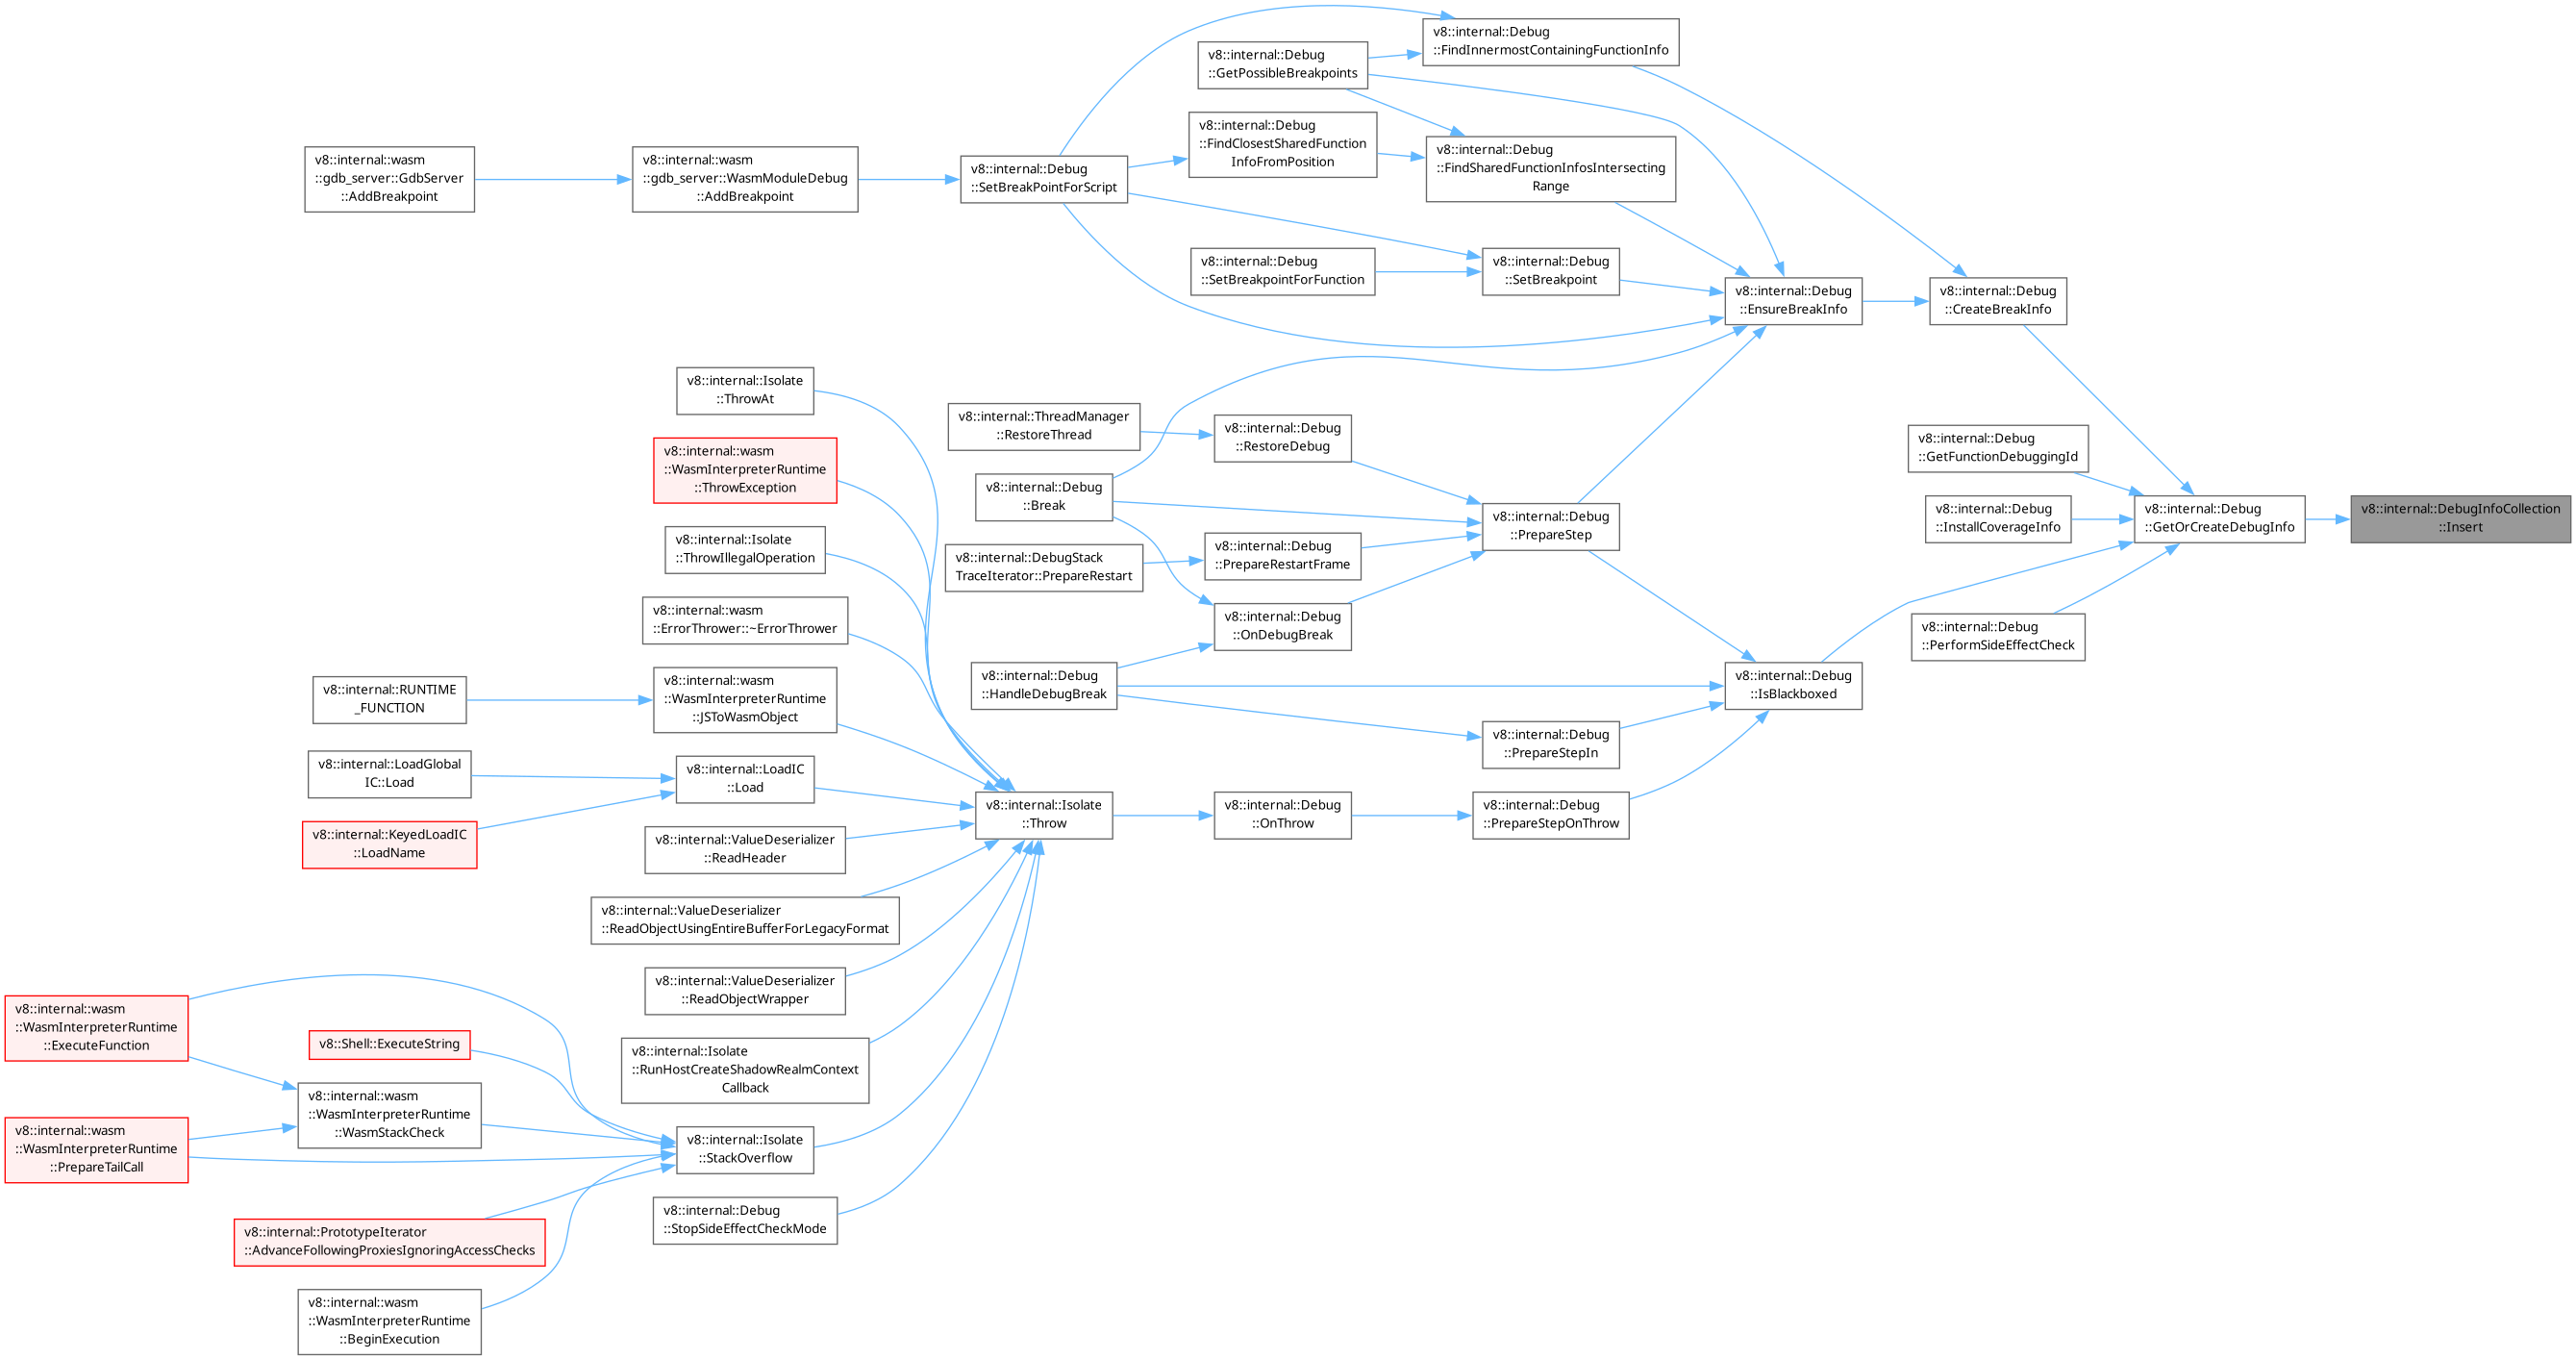 v8::internal::Debug
::FindInnermostContainingFunctionInfo
v8::internal::Debug
::GetPossibleBreakpoints
v8::internal::Debug
::FindClosestSharedFunction
InfoFromPosition
v8::internal::Debug
::FindSharedFunctionInfosIntersecting
Range
v8::internal::wasm
::gdb_server::GdbServer
::AddBreakpoint
v8::internal::wasm
::gdb_server::WasmModuleDebug
::AddBreakpoint
v8::internal::Debug
::SetBreakPointForScript
v8::internal::Debug
::SetBreakpointForFunction
v8::internal::Debug
::SetBreakpoint
v8::internal::Debug
::EnsureBreakInfo
v8::internal::Debug
::CreateBreakInfo
v8::internal::Isolate
::ThrowAt
v8::internal::ThreadManager
::RestoreThread
v8::internal::Debug
::RestoreDebug
v8::internal::Debug
::GetFunctionDebuggingId
v8::internal::wasm
::WasmInterpreterRuntime
::ThrowException
v8::internal::Debug
::Break
v8::internal::Debug
::PrepareStep
v8::internal::Debug
::InstallCoverageInfo
v8::internal::Debug
::GetOrCreateDebugInfo
v8::internal::DebugInfoCollection
::Insert
v8::internal::Isolate
::ThrowIllegalOperation
v8::internal::DebugStack
TraceIterator::PrepareRestart
v8::internal::Debug
::PrepareRestartFrame
v8::internal::wasm
::ErrorThrower::~ErrorThrower
v8::internal::Debug
::OnDebugBreak
v8::internal::Debug
::PerformSideEffectCheck
v8::internal::RUNTIME
_FUNCTION
v8::internal::wasm
::WasmInterpreterRuntime
::JSToWasmObject
v8::internal::Debug
::HandleDebugBreak
v8::internal::Debug
::IsBlackboxed
v8::internal::Debug
::PrepareStepIn
v8::internal::LoadGlobal
IC::Load
v8::internal::LoadIC
::Load
v8::internal::Isolate
::Throw
v8::internal::Debug
::OnThrow
v8::internal::Debug
::PrepareStepOnThrow
v8::internal::KeyedLoadIC
::LoadName
v8::internal::ValueDeserializer
::ReadHeader
v8::internal::ValueDeserializer
::ReadObjectUsingEntireBufferForLegacyFormat
v8::internal::ValueDeserializer
::ReadObjectWrapper
v8::internal::wasm
::WasmInterpreterRuntime
::ExecuteFunction
v8::Shell::ExecuteString
v8::internal::Isolate
::RunHostCreateShadowRealmContext
Callback
v8::internal::wasm
::WasmInterpreterRuntime
::WasmStackCheck
v8::internal::wasm
::WasmInterpreterRuntime
::PrepareTailCall
v8::internal::Isolate
::StackOverflow
v8::internal::Debug
::StopSideEffectCheckMode
v8::internal::PrototypeIterator
::AdvanceFollowingProxiesIgnoringAccessChecks
v8::internal::wasm
::WasmInterpreterRuntime
::BeginExecution